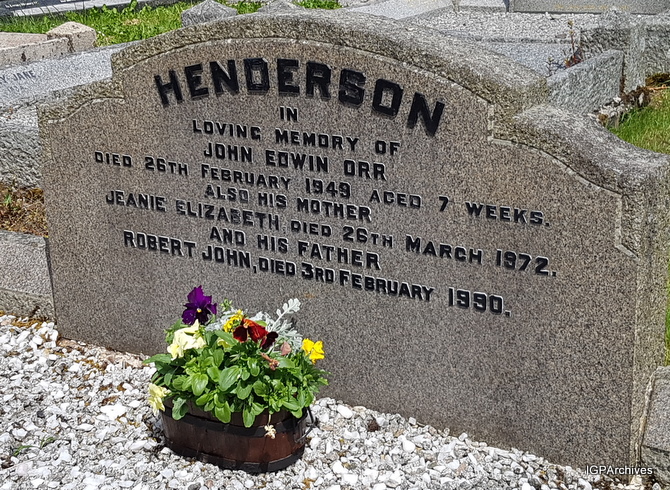 HENDERSON
IN
LOVING MEMORY OF
JOHN EDWIN ORR
DIED 26TH FEBRUARY 1949 AGED 7 WEEKS.
ALSO HIS MOTHER
JEANIE ELIZABETH, DIED 26TH MARCH 1972.
AND HIS FATHER
ROBERT JOHN, DIED 3RD FEBRUARY 1990.
JANE
IGPArchives